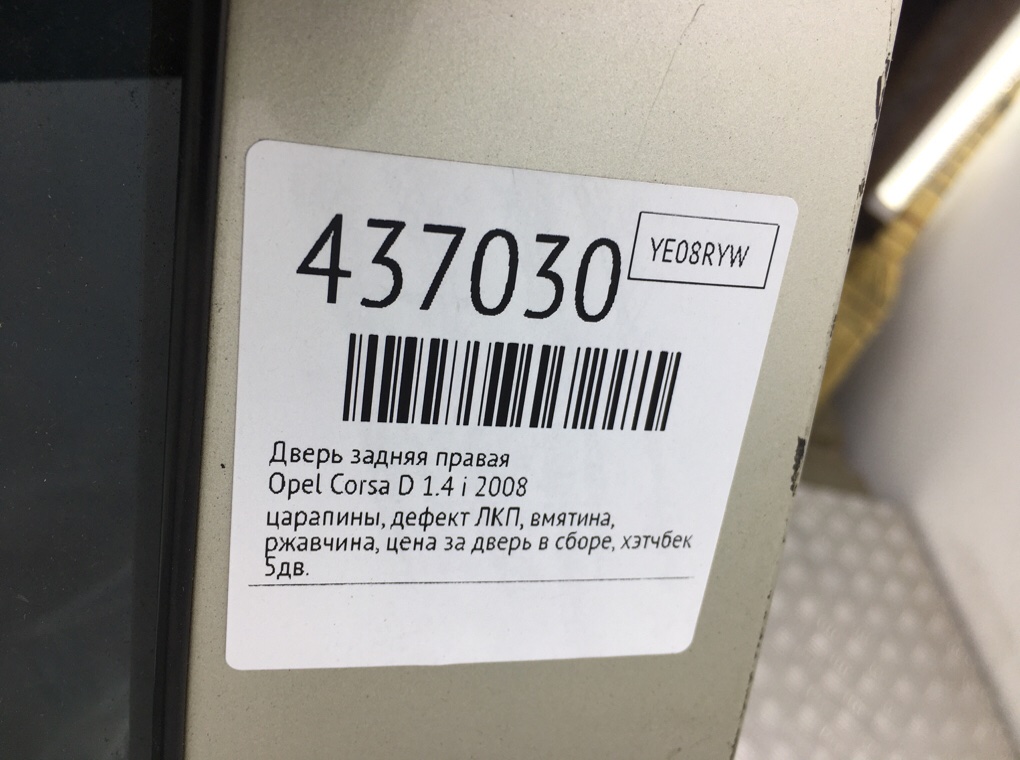 437030
YE08RYW
Дверь задняя правая
Opel Corsa D 1.4 i 2008
царапины, дефект ЛКП, вмятина,
ржавчина, цена за дверь в сборе, хэтчбек
5дв.